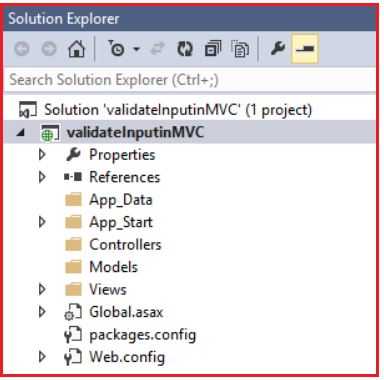 Solution Explorer
Search Solution Explorer (Ctrl+;)
Solution 'validateInputinMVC' (1 project)
validateInputinMVC
Properties
References
App_Data
App_Start
Controllers
Models
Views
Global.asax
packages.config
Web.config